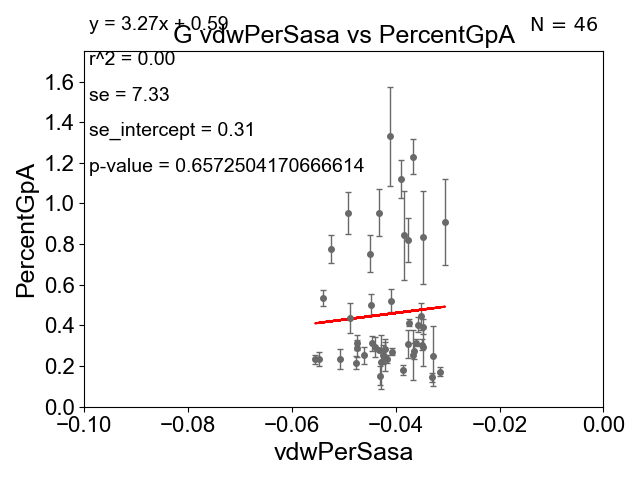 y = 3.27x + 0.59
N = 46
G vdwPerSasa vs PercentGpA
r^2 = 0.00
se = 7.33
se_intercept = 0.31
p-value = 0.6572504170666614
PercentGpA
1.6
1.4
1.2
1.0
0.8
0.6
0.4
0.2
0.0
−0.10
−0.08
−0.06
−0.04
−0.02
0.00
vdwPerSasa